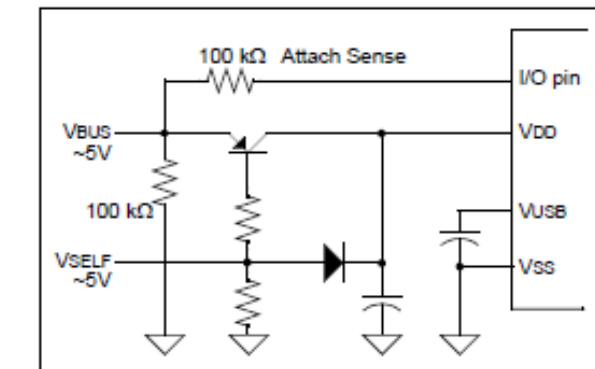 100 kΩ Attach Sense
I/O pin
VBUS
~5V
VDD
100 kΩ
VUSB
VSELF
~5V
VSS